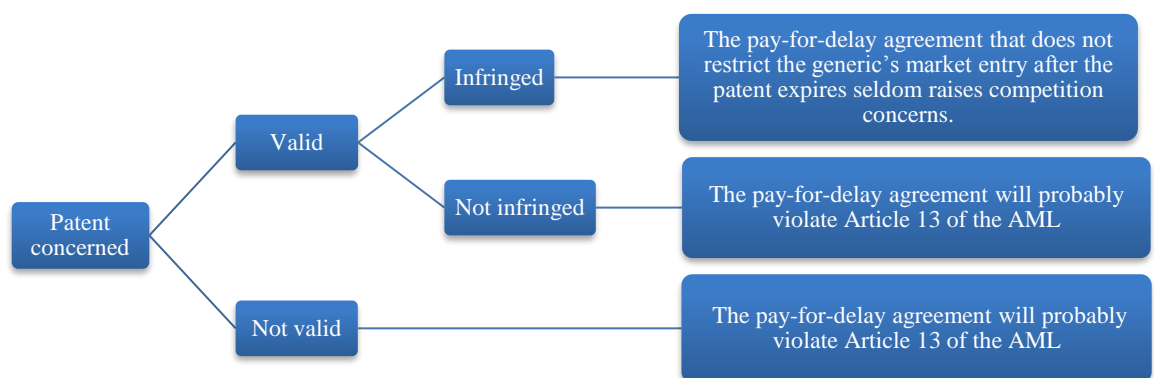 The pay-for-delay agreement that does not
restrict the generic’s market entry after the
patent expires seldom raises competition
concerns.
Infringed
Valid
Not infringed
The pay-for-delay agreement will probably
violate Article 13 of the AML
Patent
concerned
Not valid
The pay-for-delay agreement will probably
violate Article 13 of the AML